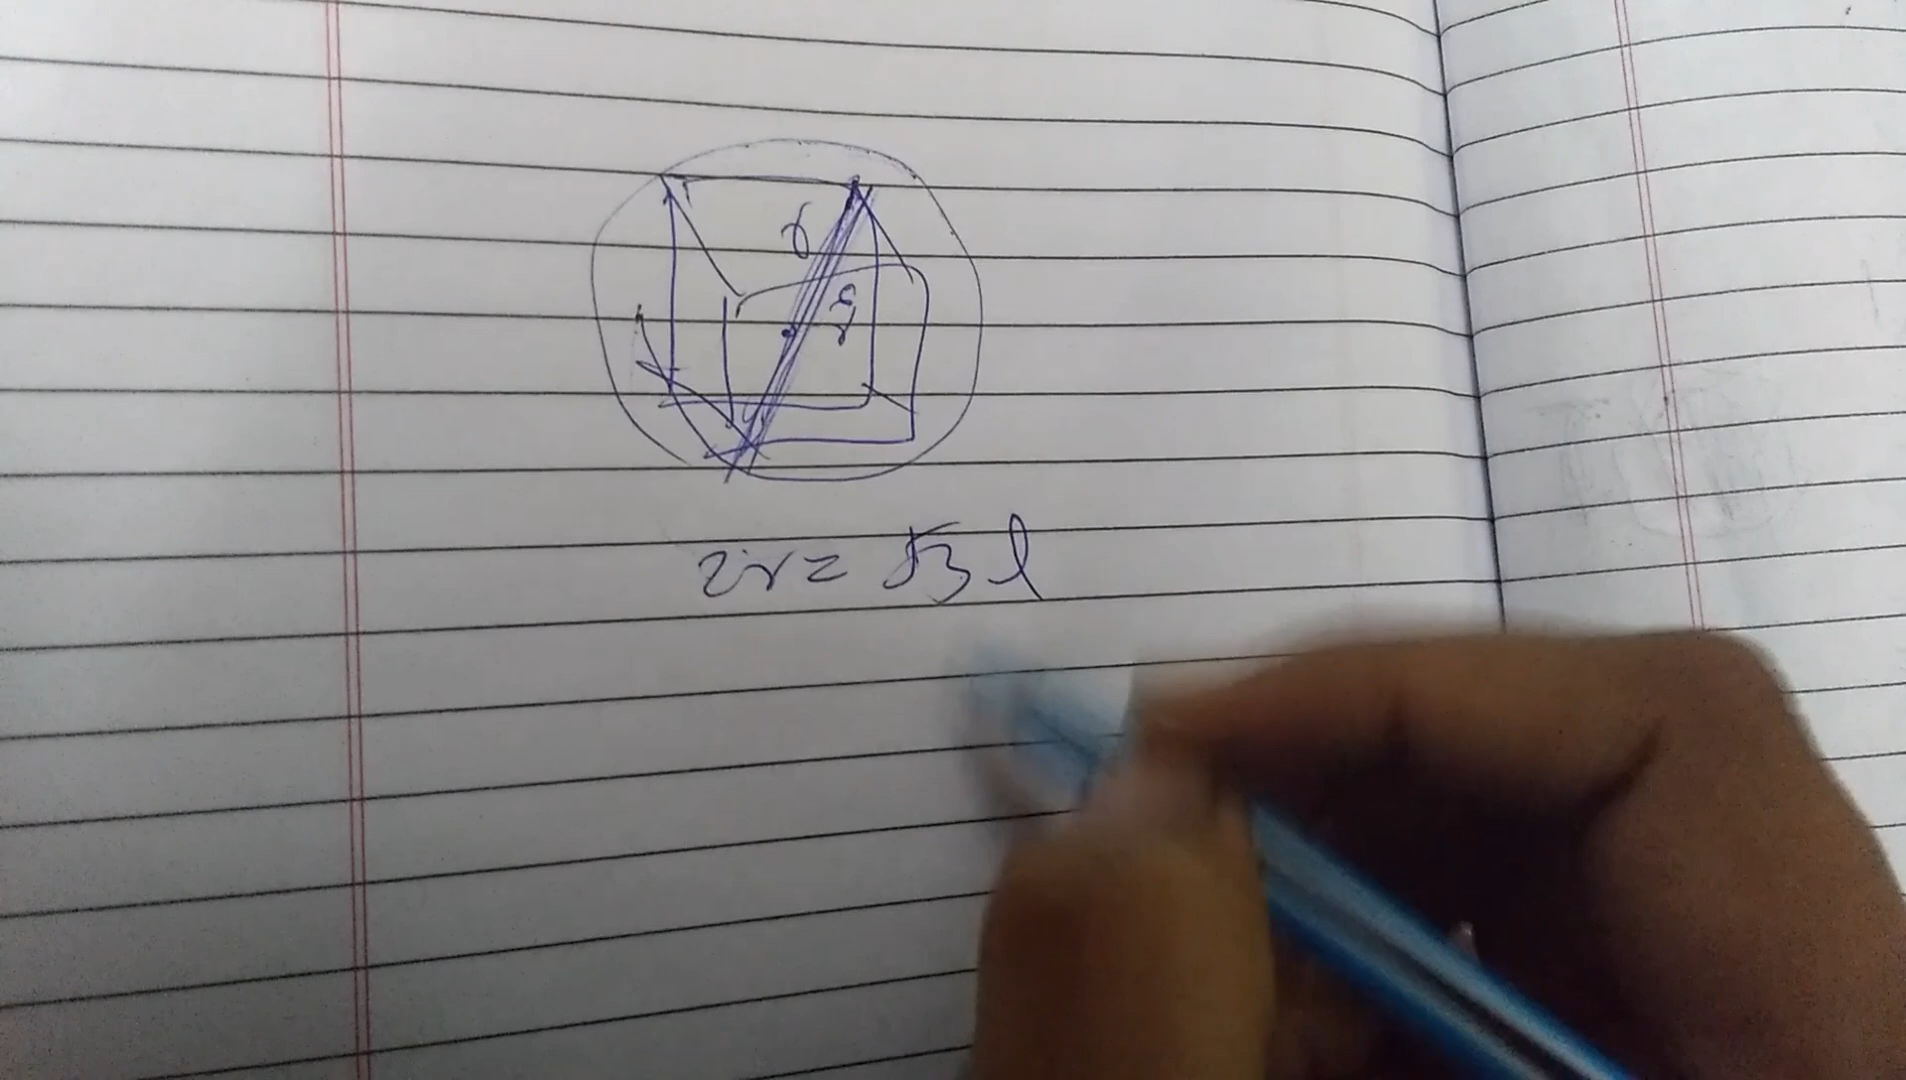 r
r
2r = √3 l